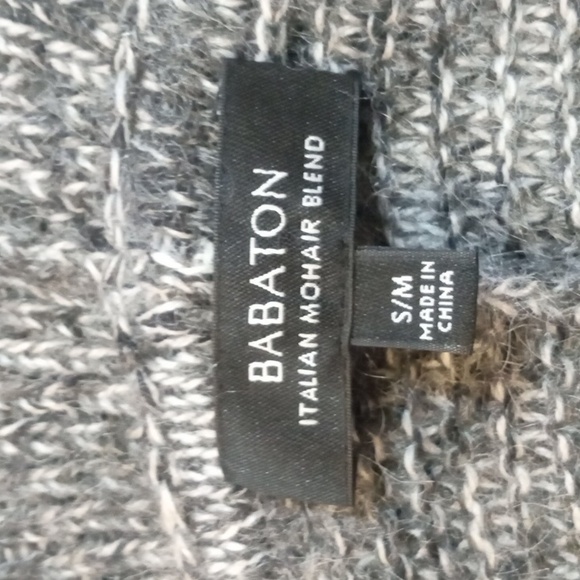 BABATON
ITALIAN MOHAIR BLEND
S/M
MADE IN
CHINA